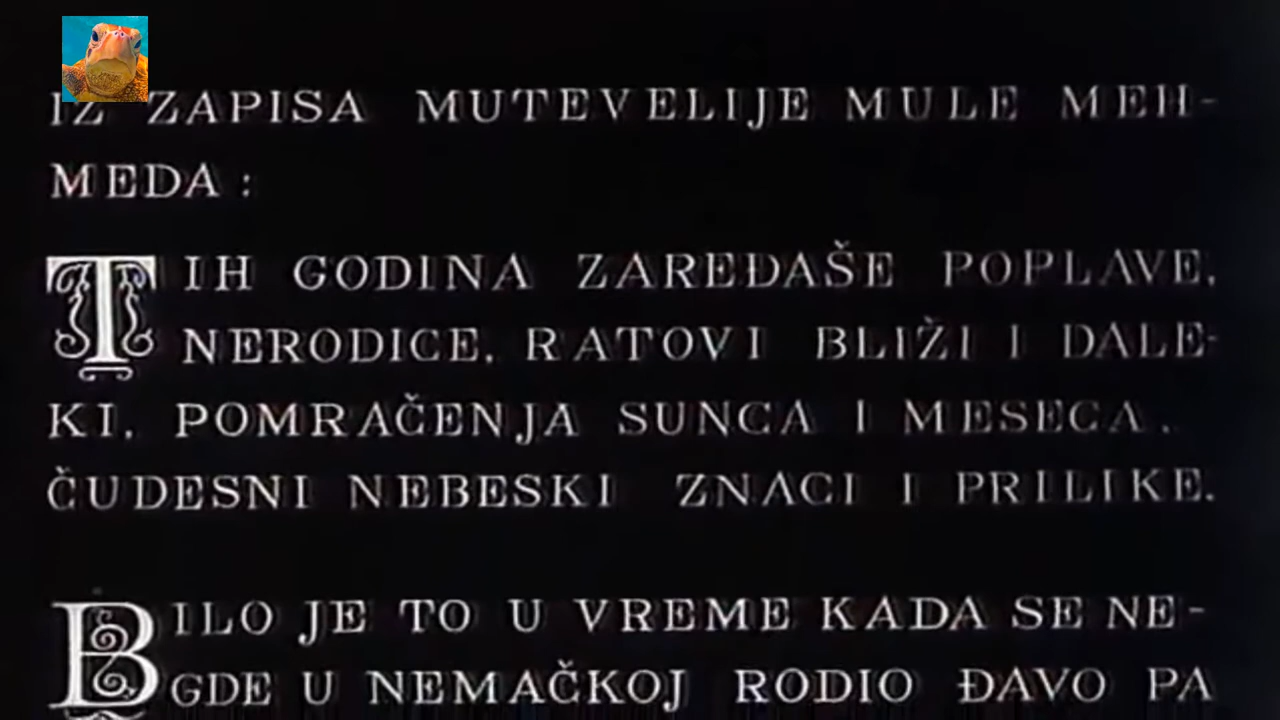 IZ ZAPISA MUTEVELIJE MULE MEH-
MEDA:
TIH GODINA ZAREĐAŠE POPLAVE,
NERODICE, RATOVI BLIŽI I DALE-
KI, POMRAČENJA SUNCA I MESECA,
ČUDESNI NEBESKI ZNACI I PRILIKE.
BILO JE TO U VREME KADA SE NE-
GDE U NEMAČKOJ RODIO ĐAVO PA